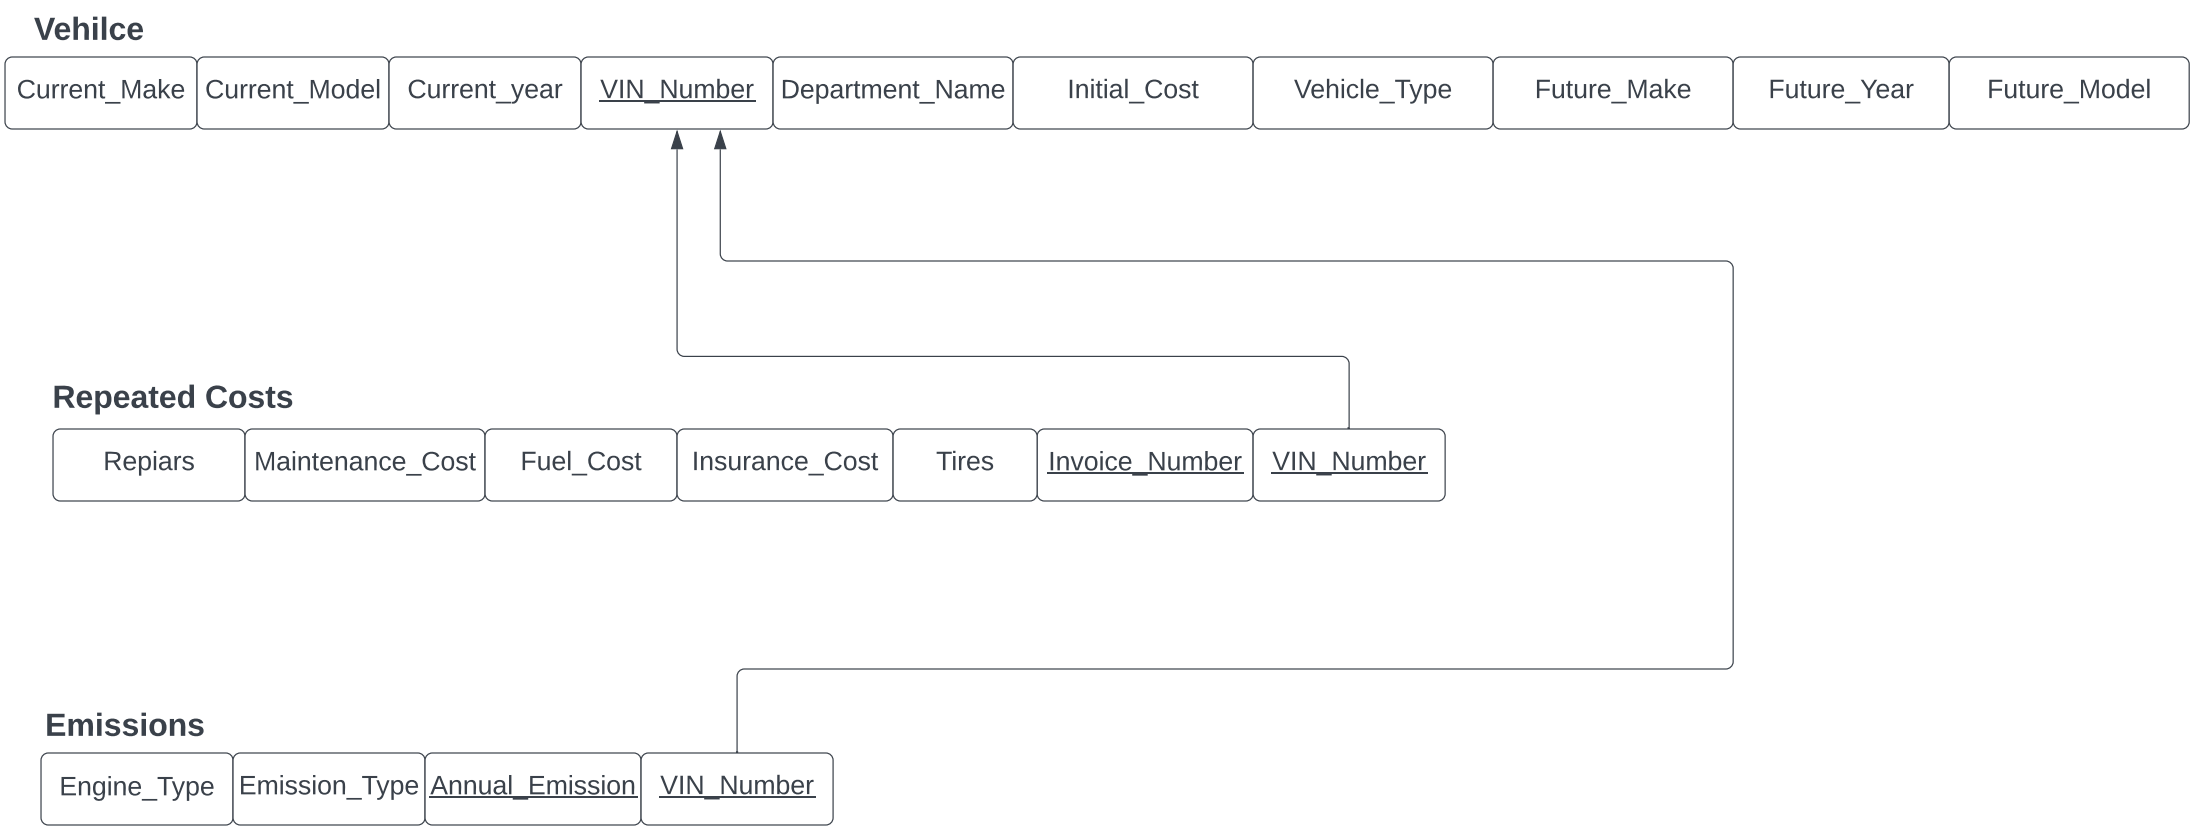 Vehilce
Current_Make Current_Model Current_year VIN_Number Department_Name Initial_Cost Vehicle_Type Future_Make Future_Year Future_Model
Repeated Costs
Repiars Maintenance_Cost Fuel_Cost Insurance_Cost Tires Invoice_Number VIN_Number
Emissions
Engine_Type Emission_Type Annual_Emission VIN_Number